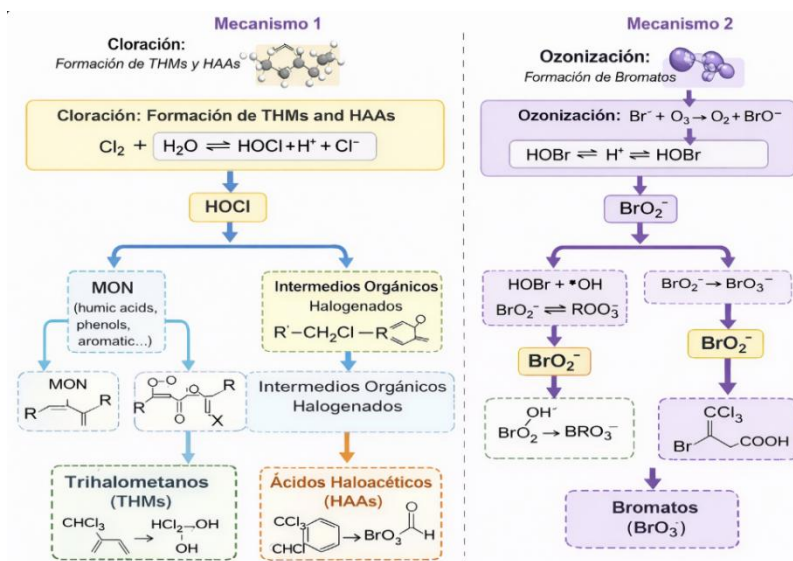 Mecanismo 1
Cloración:
Formación de THMs y HAAs
Cloración: Formación de THMs and HAAs
Cl₂ + H₂O ⇌ HOCl + H⁺ + Cl⁻
HOCl
MON
(humic acids,
phenols,
aromatic...)
Intermedios Orgánicos
Halogenados
R˙—CH₂Cl—R
O
MON
R
R
R
O
O
O
O
R
X
Intermedios Orgánicos
Halogenados
Trihalometanos
(THMs)
CHCl₃
→ HCl₂→OH
OH
Ácidos Haloacéticos
(HAAs)
CCl₃
CHCl
→ BrO₃
O
H
Mecanismo 2
Ozonización:
Formación de Bromatos
Ozonización: Br⁻ + O₃ → O₂ + BrO⁻
HOBr ⇌ H⁺ ⇌ HOBr
BrO₂⁻
HOBr + •OH
BrO₂⁻ ⇌ ROO₃⁻
BrO₂⁻ → BrO₃⁻
BrO₂⁻
BrO₂⁻
OH⁻
O
BrO₂ → BRO₃⁻
CCl₃
Br
COOH
Bromatos
(BrO₃⁻)